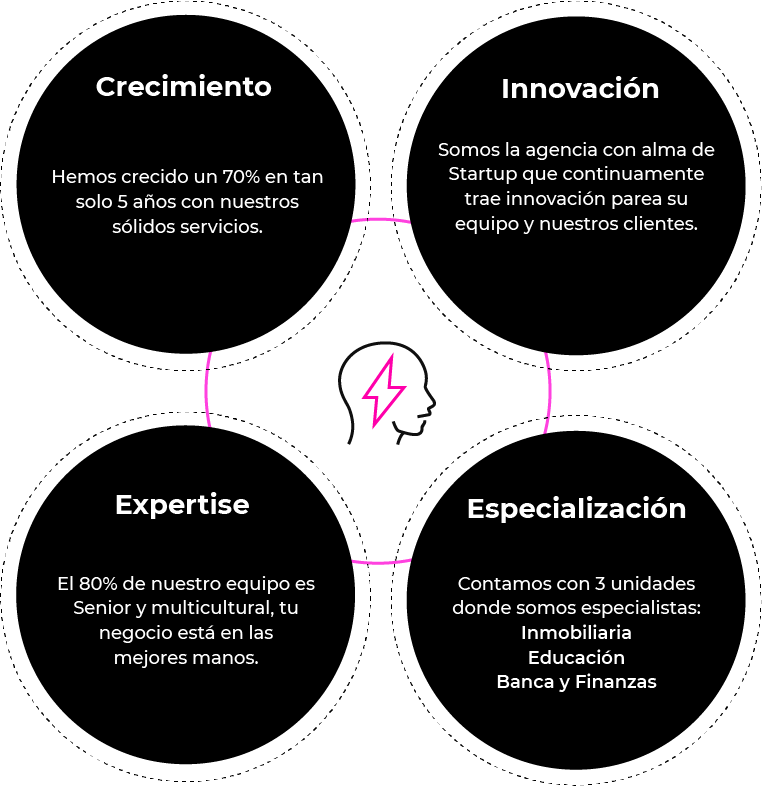 Crecimiento
Hemos crecido un 70% en tan
solo 5 años con nuestros
sólidos servicios.
Innovación
Somos la agencia con alma de
Startup que continuamente
trae innovación parea su
equipo y nuestros clientes.
Expertise
El 80% de nuestro equipo es
Senior y multicultural, tu
negocio está en las
mejores manos.
Especialización
Contamos con 3 unidades
donde somos especialistas:
Inmobiliaria
Educación
Banca y Finanzas